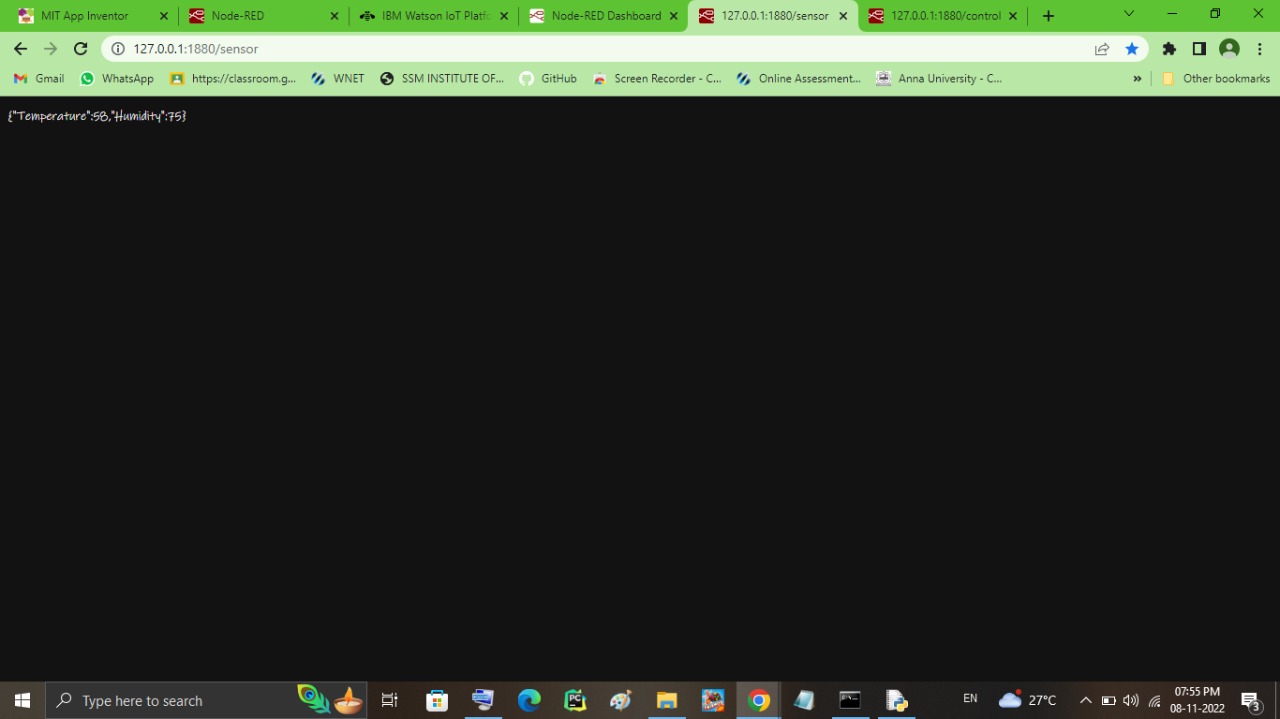 MIT App Inventor
Node-RED
IBM Watson IoT Platfo
Node-RED Dashboard
127.0.0.1:1880/sensor
127.0.0.1:1880/control
127.0.0.1:1880/sensor
Gmail
WhatsApp
https://classroom.g...
WNET
SSM INSTITUTE OF...
GitHub
Screen Recorder - C...
Online Assessment...
Anna University - C...
»
Other bookmarks
{"Temperature":58,"Humidity":75}
Type here to search
PC
EN
27°C
07:55 PM
08-11-2022
3